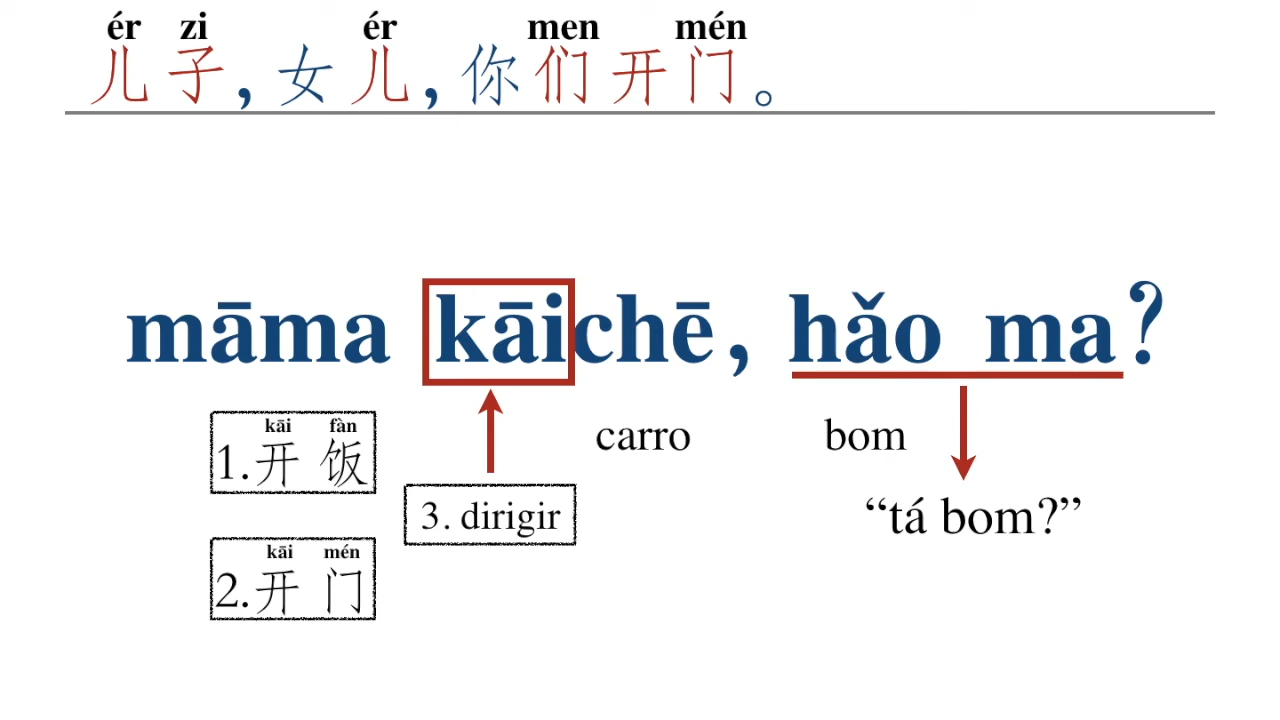 ér zi ér men mén
儿子，女儿，你们开门。
māma kāichē, hǎo ma?
carro bom
kāi fàn
1.开 饭
3. dirigir
“tá bom?”
kāi mén
2.开 门